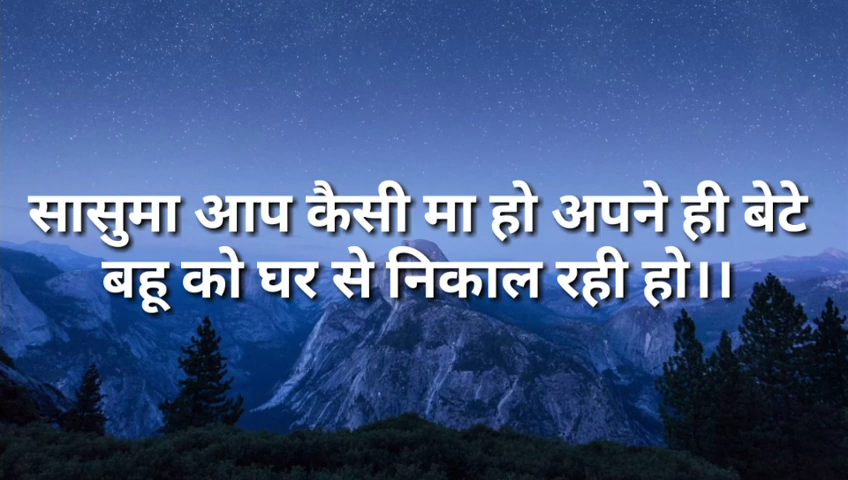 सासुमा आप कैसी मा हो अपने ही बेटे
बहू को घर से निकाल रही हो।।